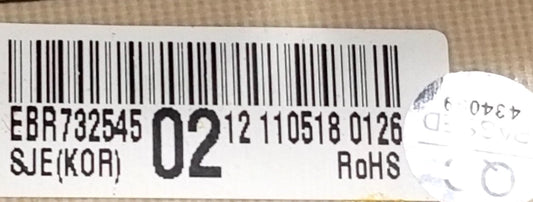 EBR732545 02 12 110518 0126
SJE(KOR) RoHS